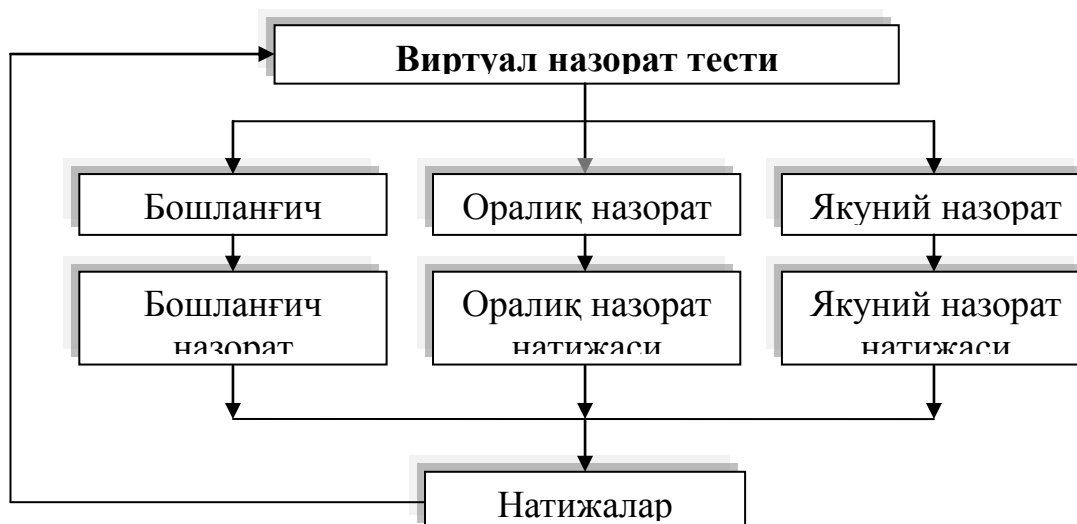 Виртуал назорат тести
Бошланғич
Оралиқ назорат
Якуний назорат
Бошланғич
назорат
Оралиқ назорат
натижаси
Якуний назорат
натижаси
Натижалар